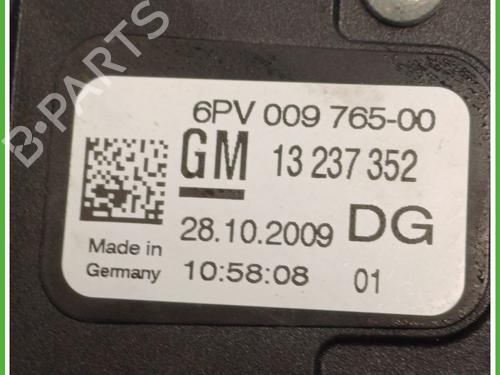 B-PARTS
6PV 009 765-00
GM 13 237 352
28.10.2009 DG
Made in
Germany
10:58:08 01